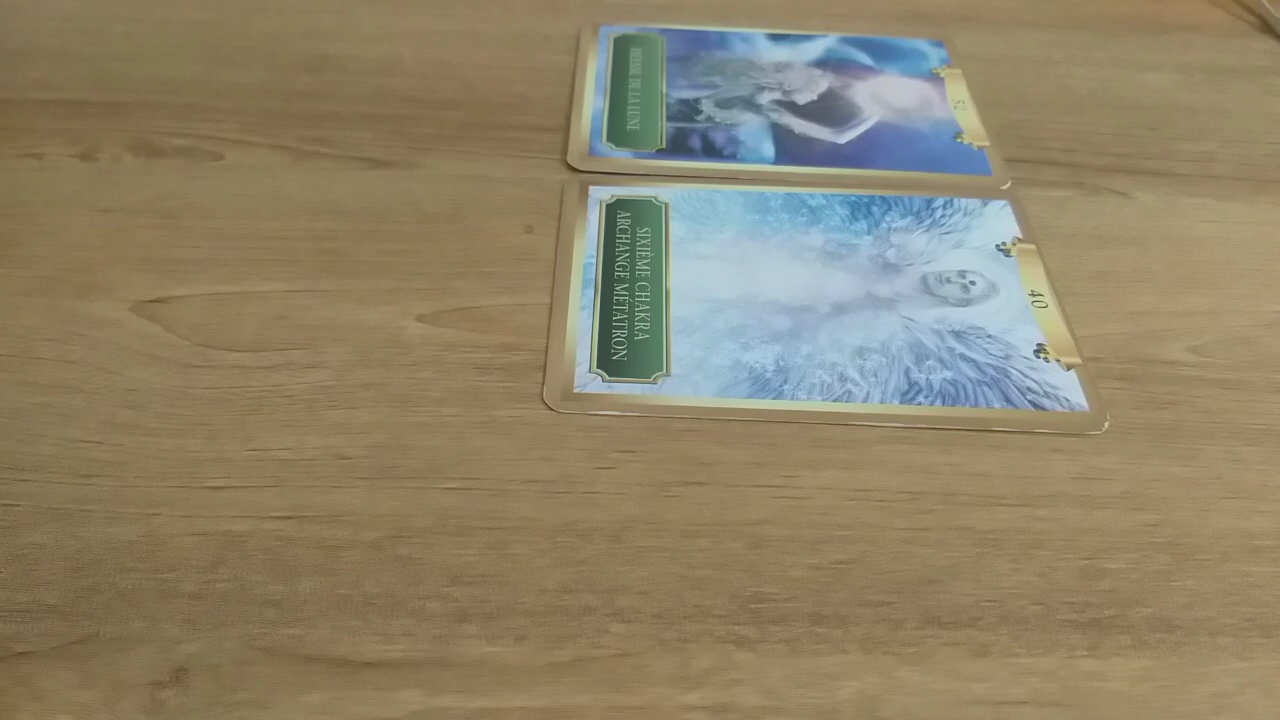 52
DÉESSE DE LA LUNE
40
SIXIÈME CHAKRA
ARCHANGE MÉTATRON